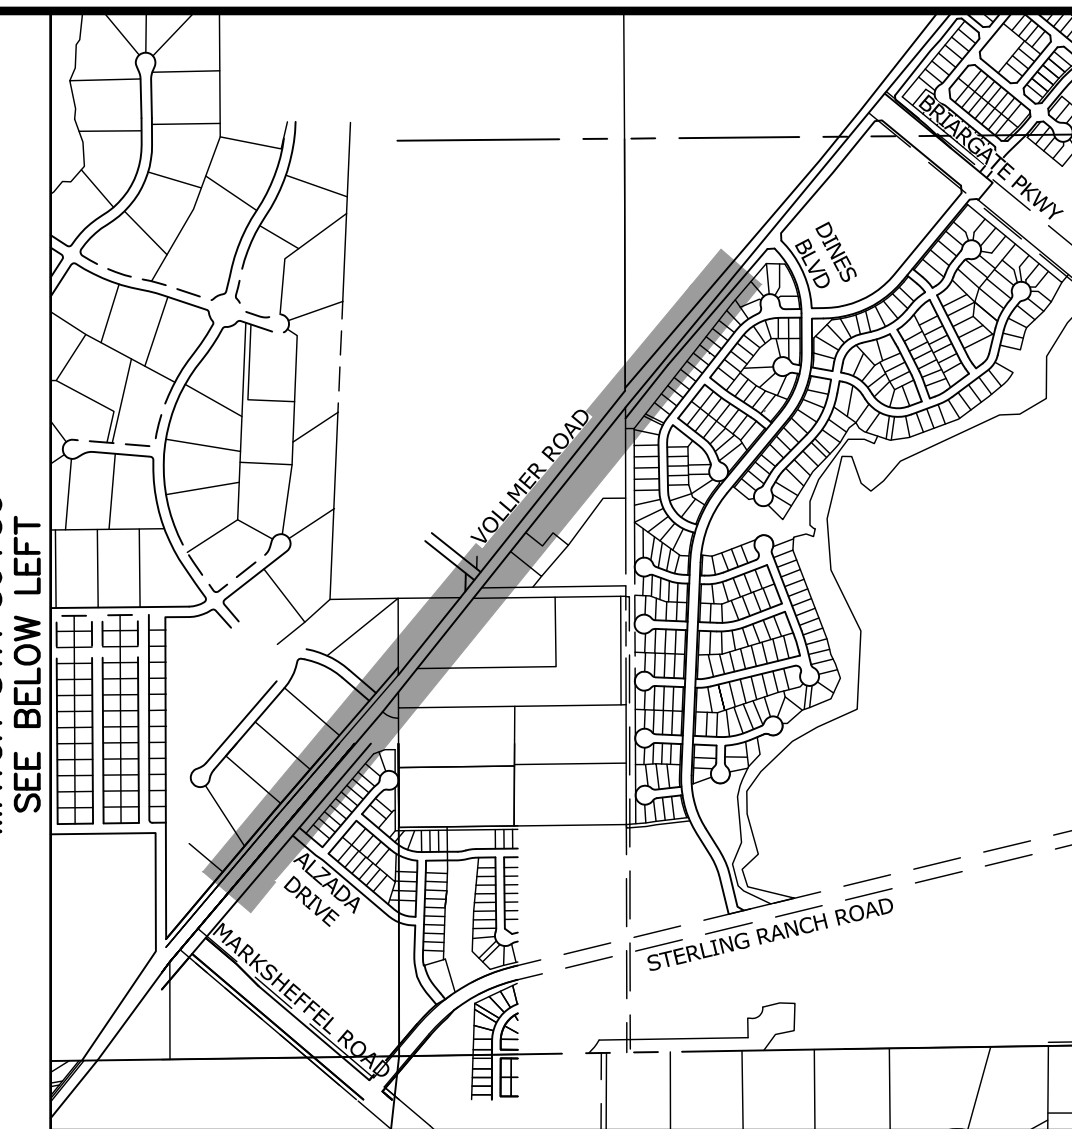 BRIARGATE PKWY
DINES
BLVD
VOLLMER ROAD
SEE BELOW LEFT
ALZADA
DRIVE
STERLING RANCH ROAD
MARKSHEFFEL ROAD